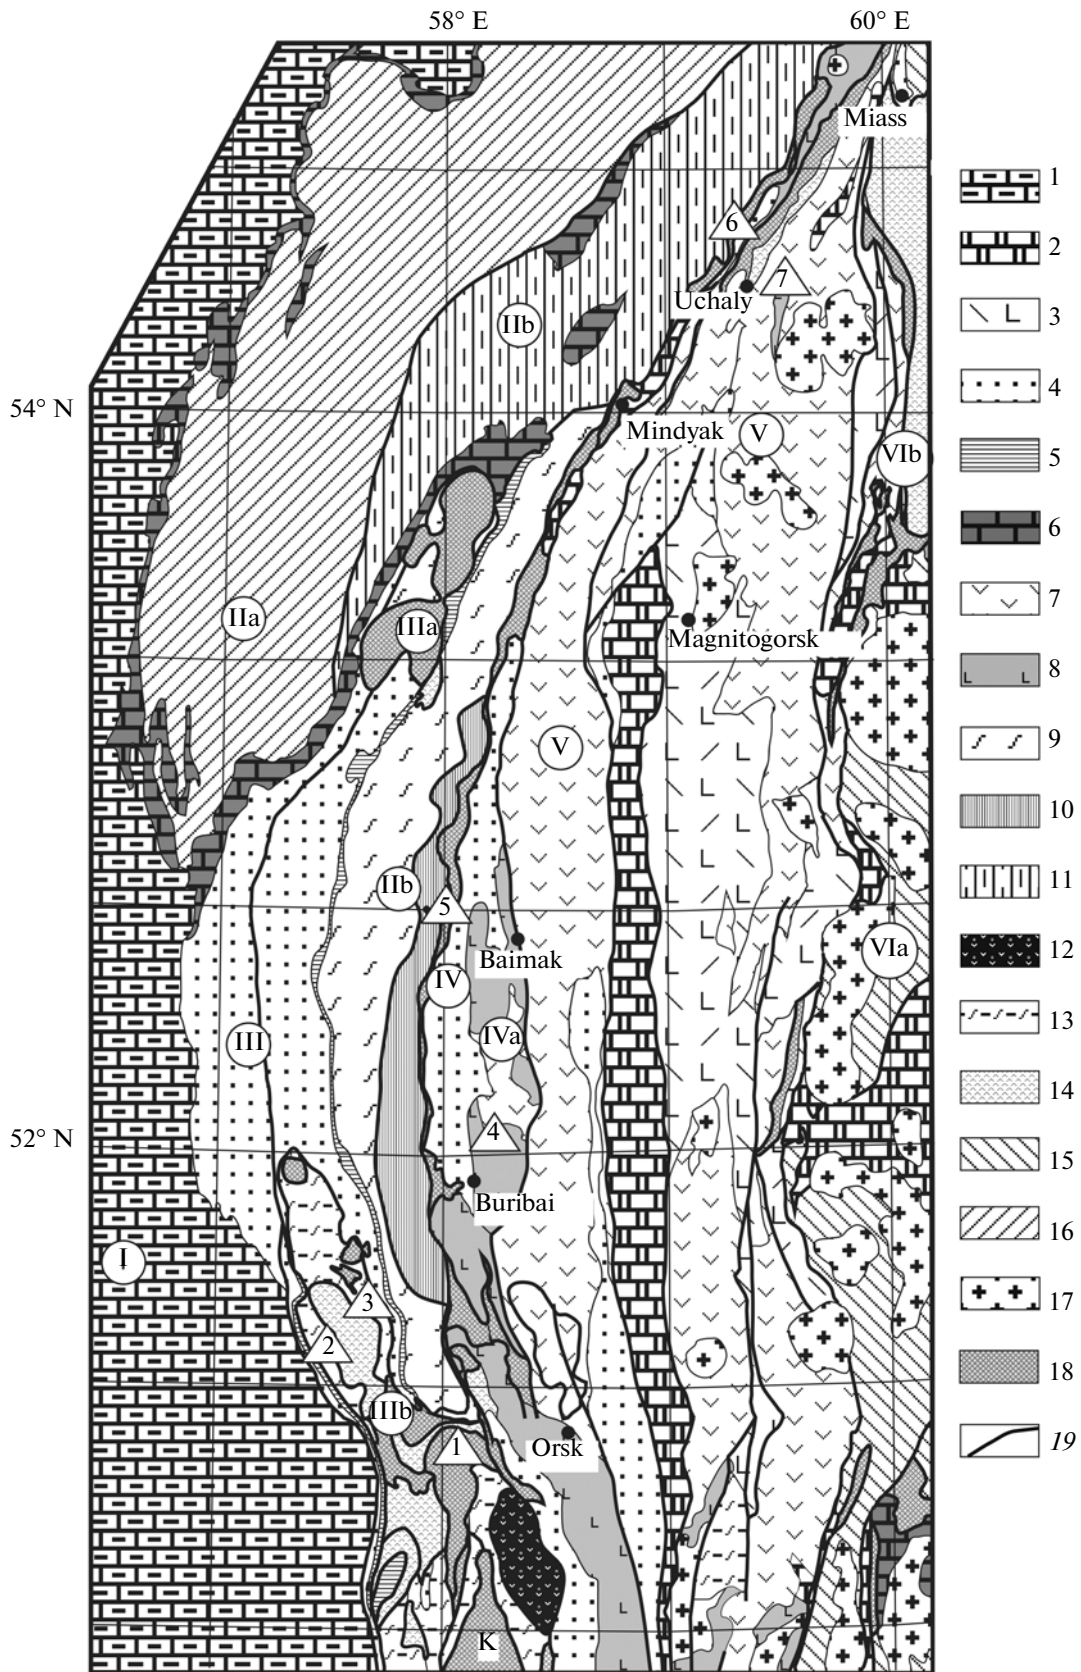 58° E
60° E
Miass
1
6
2
7
Uchaly
3
IIb
4
54° N
Mindyak
V
VIb
5
6
7
IIa
IIIa
Magnitogorsk
8
V
9
10
IIb
11
5
Baimak
VIa
12
IV
III
IVa
13
14
52° N
4
15
Buribai
16
I
3
17
2
18
IIIb
1
Orsk
19
K